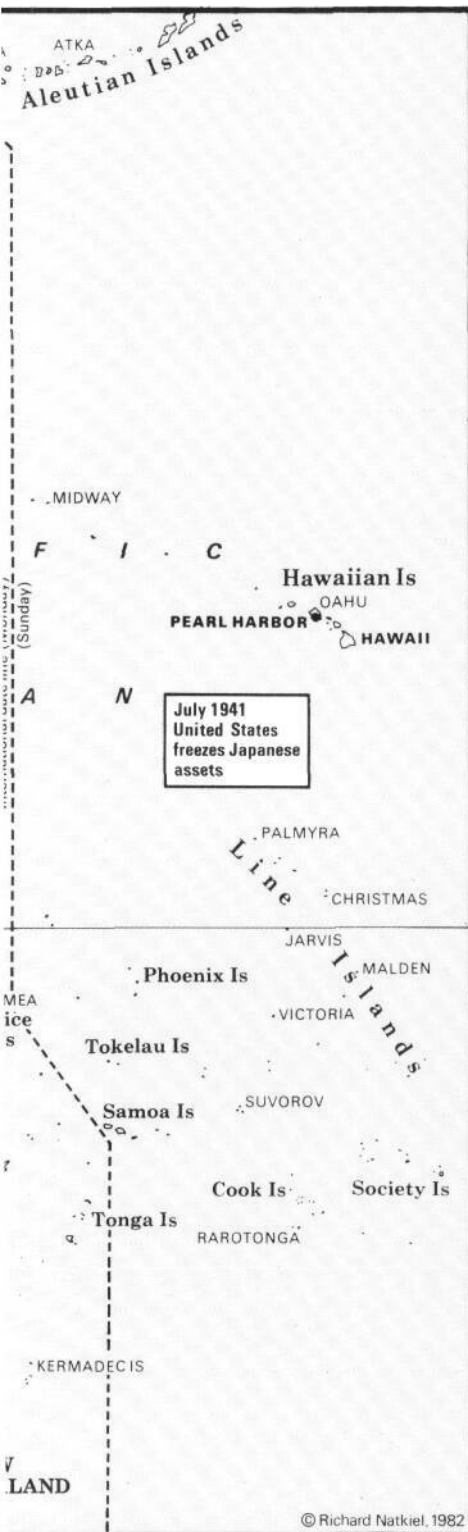 ATKA
Aleutian Islands
MIDWAY
F I C
Hawaiian Is
OAHU
PEARL HARBOR
HAWAII
(Sunday)
A N
July 1941
United States
freezes Japanese
assets
PALMYRA
Line
CHRISTMAS
JARVIS
Islands
MALDEN
Phoenix Is
MEA
ice
s
VICTORIA
Tokelau Is
SUVOROV
Samoa Is
Cook Is
Society Is
Tonga Is
RAROTONGA
KERMADEC IS
LAND
© Richard Natkiel, 1982